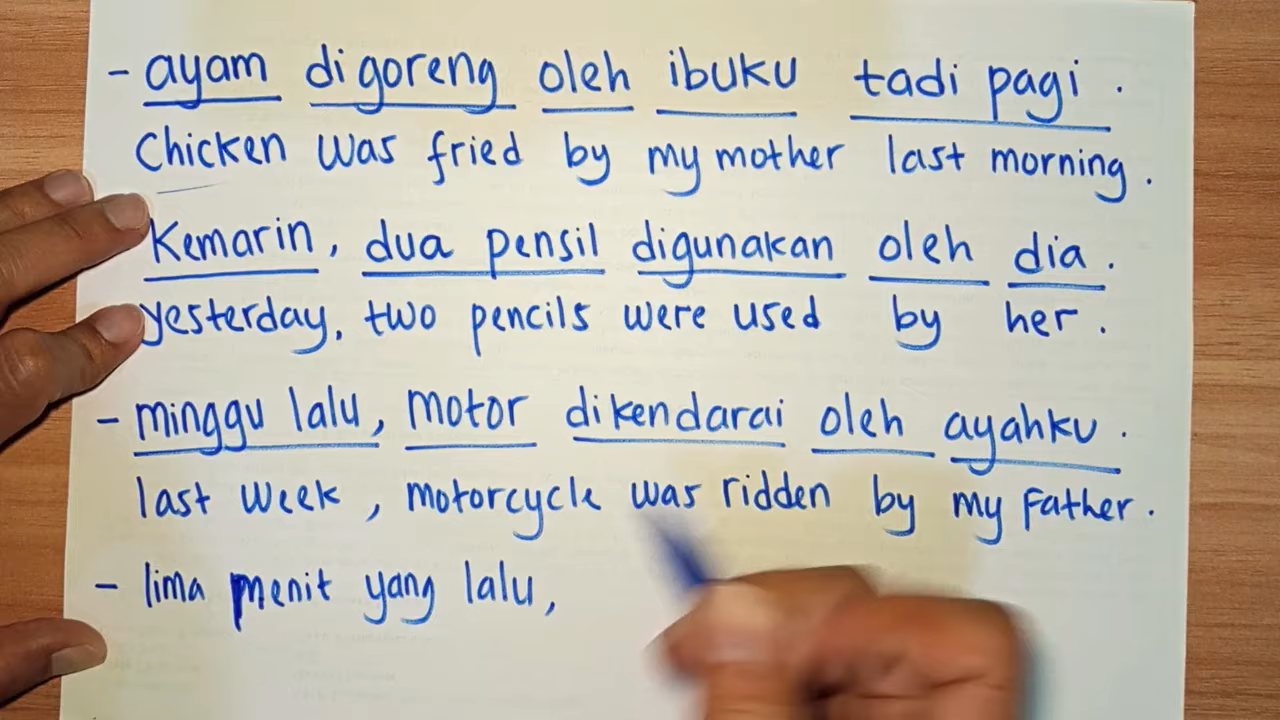 - ayam digoreng oleh ibuku tadi pagi.
Chicken was fried by my mother last morning.
Kemarin, dua pensil digunakan oleh dia.
yesterday, two pencils were used by her.
- minggu lalu, motor dikendarai oleh ayahku.
last week, motorcycle was ridden by my Father.
- lima menit yang lalu,